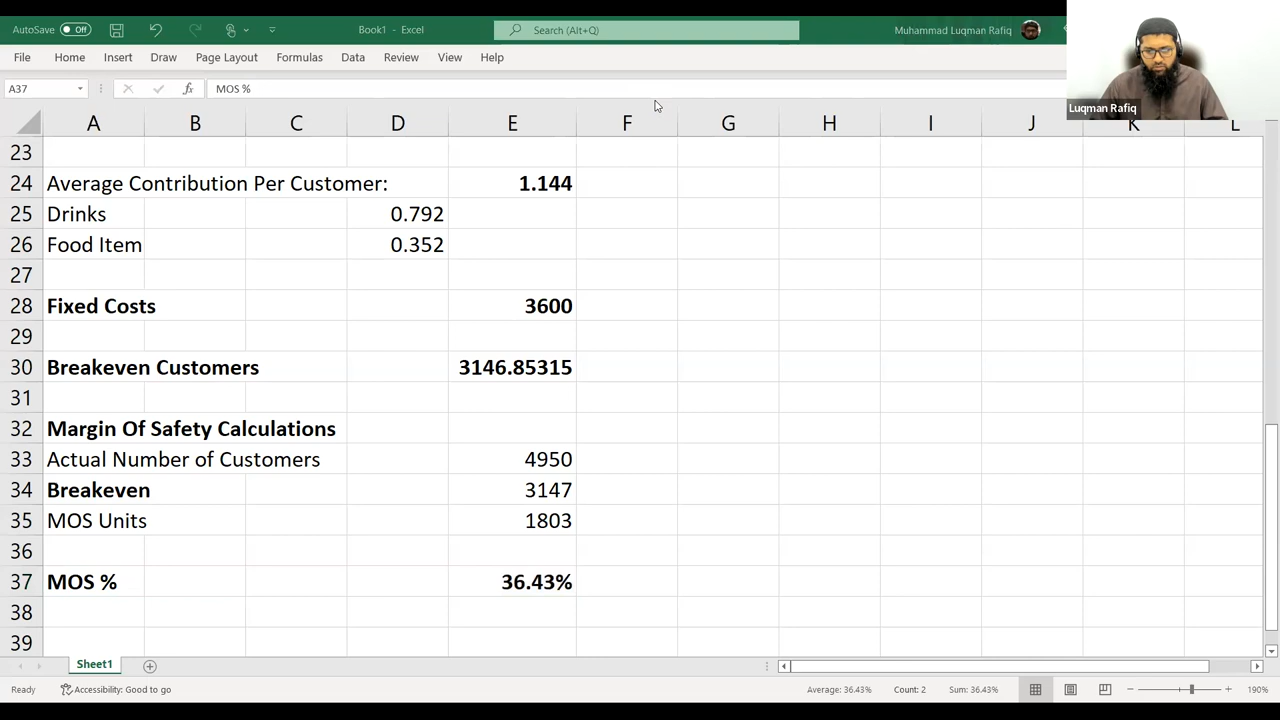 AutoSave Off Book1 - Excel Search (Alt+Q) Muhammad Luqman Rafiq
File Home Insert Draw Page Layout Formulas Data Review View Help
A37 fx MOS %
Luqman Rafiq
A B C D E F G H I J K L
23
24 Average Contribution Per Customer: 1.144
25 Drinks 0.792
26 Food Item 0.352
27
28 Fixed Costs 3600
29
30 Breakeven Customers 3146.85315
31
32 Margin Of Safety Calculations
33 Actual Number of Customers 4950
34 Breakeven 3147
35 MOS Units 1803
36
37 MOS % 36.43%
38
39
Sheet1
Ready Accessibility: Good to go Average: 36.43% Count: 2 Sum: 36.43% 190%